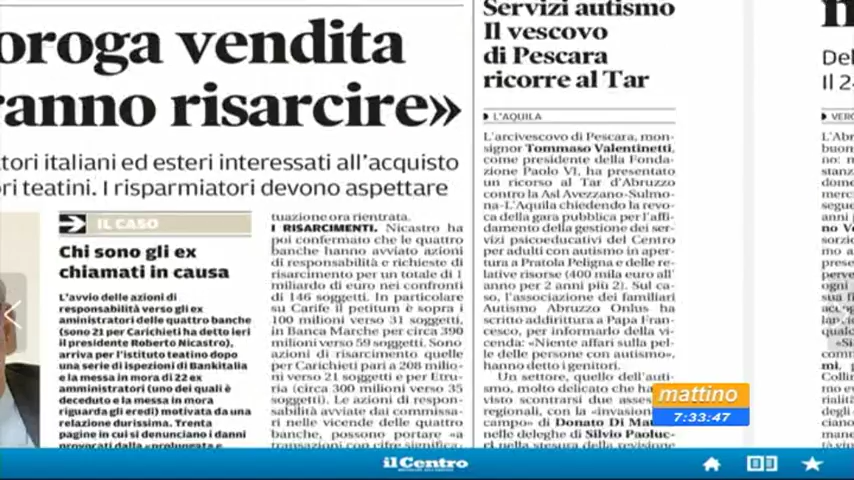 oroga vendita
ranno risarcire»
tori italiani ed esteri interessati all'acquisto
ri teatini. I risparmiatori devono aspettare
IL CASO
Chi sono gli ex
chiamati in causa
L'avvio delle azioni di
responsabilità verso gli ex
amministratori delle quattro banche
(sono 21 per Carichieti ha detto ieri
il presidente Roberto Nicastro),
arriva per l'istituto teatino dopo
una serie di ispezioni di Bankitalia
e la messa in mora di 22 ex
amministratori (uno dei quali è
deceduto e la messa in mora
riguarda gli eredi) motivata da una
relazione durissima. Trenta
pagine in cui si denunciano i danni
provocati dalla «prolungata e
tuazione ora rientrata.
I RISARCIMENTI. Nicastro ha
poi confermato che le quattro
banche hanno avviato azioni
di responsabilità e richieste di
risarcimento per un totale di 1
miliardo di euro nei confronti
di 146 soggetti. In particolare
su Carife il petitum è sopra i
100 milioni verso 31 soggetti,
in Banca Marche per circa 390
milioni verso 59 soggetti. Sono
azioni di risarcimento quelle
per Carichieti pari a 208 milio-
ni verso 21 soggetti e per Etru-
ria (circa 300 milioni verso 35
soggetti). Le azioni di respon-
sabilità avviate dai commissa-
ri nelle vicende delle quattro
banche, possono portare «a
transazioni con cifre significa-
Servizi autismo
Il vescovo
di Pescara
ricorre al Tar
L'AQUILA
L'arcivescovo di Pescara, mon-
signor Tommaso Valentinetti,
come presidente della Fonda-
zione Paolo VI, ha presentato
un ricorso al Tar d'Abruzzo
contro la Asl Avezzano-Sulmo-
na-L'Aquila chiedendo la revo-
ca della gara pubblica per l'affi-
damento della gestione dei ser-
vizi psicoeducativi del Centro
per adulti con autismo in aper-
tura a Pratola Peligna e delle re-
lative risorse (400 mila euro all'
anno per 2 anni più 2). Sul ca-
so, l'associazione dei familiari
Autismo Abruzzo Onlus ha
scritto addirittura a Papa Fran-
cesco, per informarlo della vi-
cenda: «Niente affari sulla pel-
le delle persone con autismo»,
hanno detto i genitori.
Un settore, quello dell'auti-
smo, molto delicato che ha
visto scontrarsi due asses
regionali, con la «invasion
campo» di Donato Di Ma
nelle deleghe di Silvio Paoluc-
ci nella stesura della revisione
Del
Il 2
mattino
7:33:47
il Centro